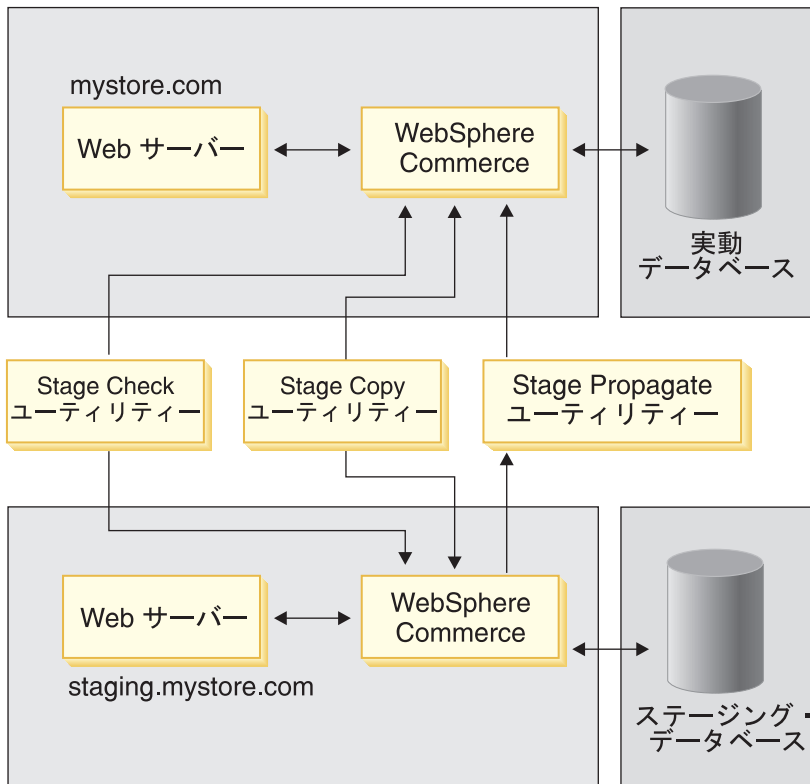 mystore.com
Web サーバー
WebSphere
Commerce
実動
データベース
Stage Check
ユーティリティー
Stage Copy
ユーティリティー
Stage Propagate
ユーティリティー
Web サーバー
WebSphere
Commerce
staging.mystore.com
ステージング・
データベース